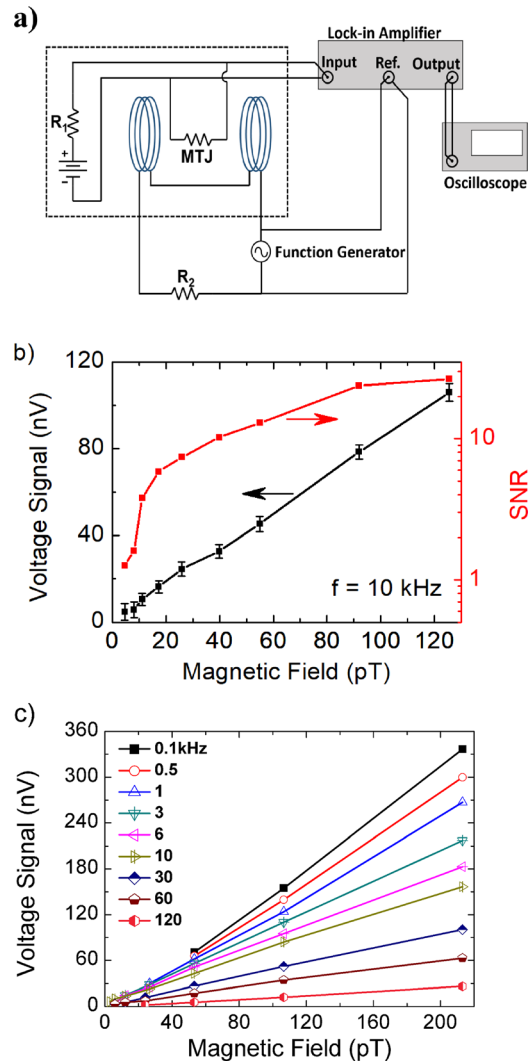 a)
Lock-in Amplifier
Input Ref. Output
R1
+
-
MTJ
Oscilloscope
Function Generator
R2
b)
120
80
40
0
Voltage Signal (nV)
10
1
SNR
f = 10 kHz
0 20 40 60 80 100 120
Magnetic Field (pT)
c)
360
300
240
180
120
60
0
Voltage Signal (nV)
0.1kHz
0.5
1
3
6
10
30
60
120
0 40 80 120 160 200
Magnetic Field (pT)